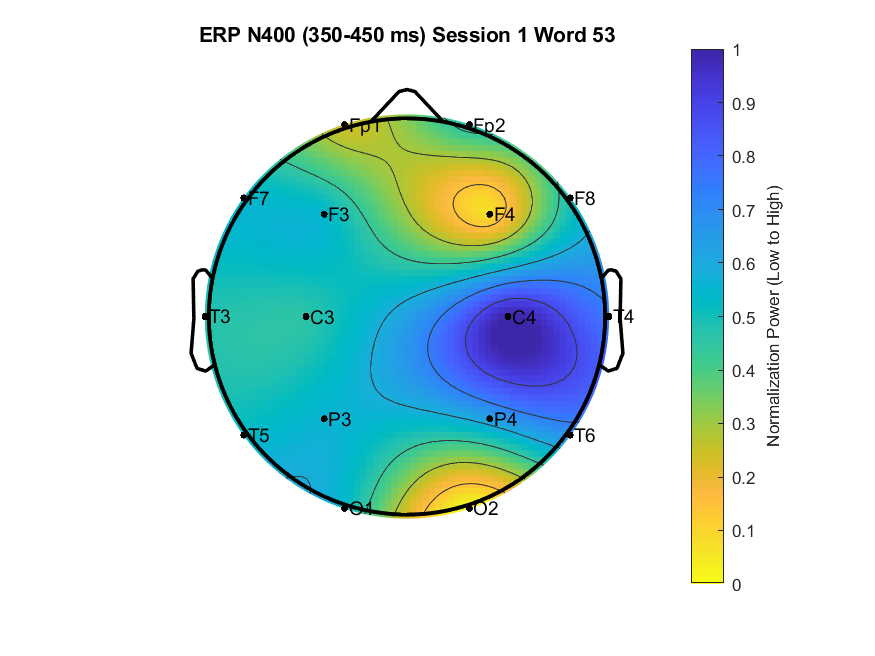 ERP N400 (350-450 ms) Session 1 Word 53
Fp1
Fp2
F7
F3
F4
F8
T3
C3
C4
T4
T5
P3
P4
T6
O1
O2
1
0.9
0.8
0.7
0.6
0.5
0.4
0.3
0.2
0.1
0
Normalization Power (Low to High)